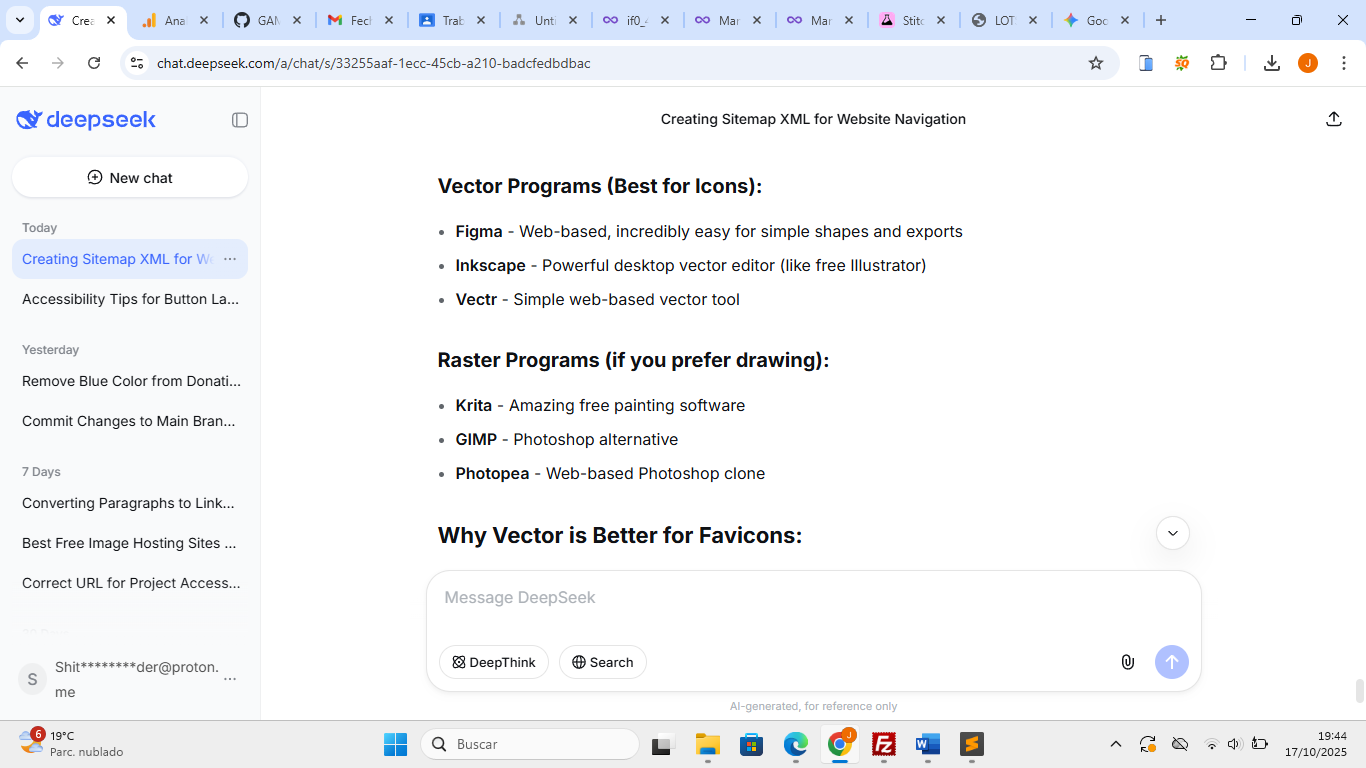 Crea
Anal
GAM
Fech
Trab
Unti
if0_4
Mar
Mar
Stitc
LOT
Goo
chat.deepseek.com/a/chat/s/33255aaf-1ecc-45cb-a210-badcfedbdbac
SQ
J
deepseek
Creating Sitemap XML for Website Navigation
New chat
Today
Creating Sitemap XML for We
Accessibility Tips for Button La...
Yesterday
Remove Blue Color from Donati...
Commit Changes to Main Bran...
7 Days
Converting Paragraphs to Link...
Best Free Image Hosting Sites ...
Correct URL for Project Access...
S
Shit********der@proton.
me
Vector Programs (Best for Icons):
• Figma - Web-based, incredibly easy for simple shapes and exports
• Inkscape - Powerful desktop vector editor (like free Illustrator)
• Vectr - Simple web-based vector tool
Raster Programs (if you prefer drawing):
• Krita - Amazing free painting software
• GIMP - Photoshop alternative
• Photopea - Web-based Photoshop clone
Why Vector is Better for Favicons:
Message DeepSeek
DeepThink
Search
AI-generated, for reference only
6
19°C
Parc. nublado
Buscar
J
19:44
17/10/2025